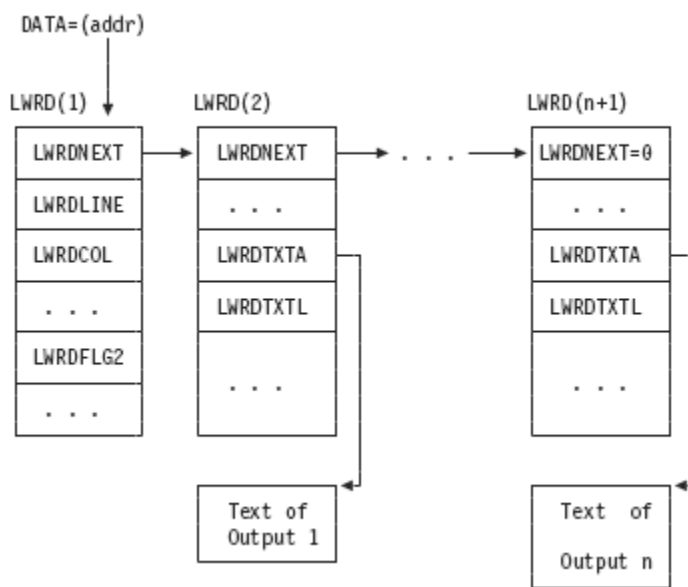 DATA=(addr)
LWRD(1)
LWRD(2)
LWRD(n+1)
LWRDNEXT
LWRDLINE
LWRDCOL
. . .
LWRDFLG2
. . .
LWRDNEXT
. . .
LWRDTXTA
LWRDTXTL
. . .
. . .
LWRDNEXT=0
. . .
LWRDTXTA
LWRDTXTL
. . .
Text of
Output 1
Text of
Output n